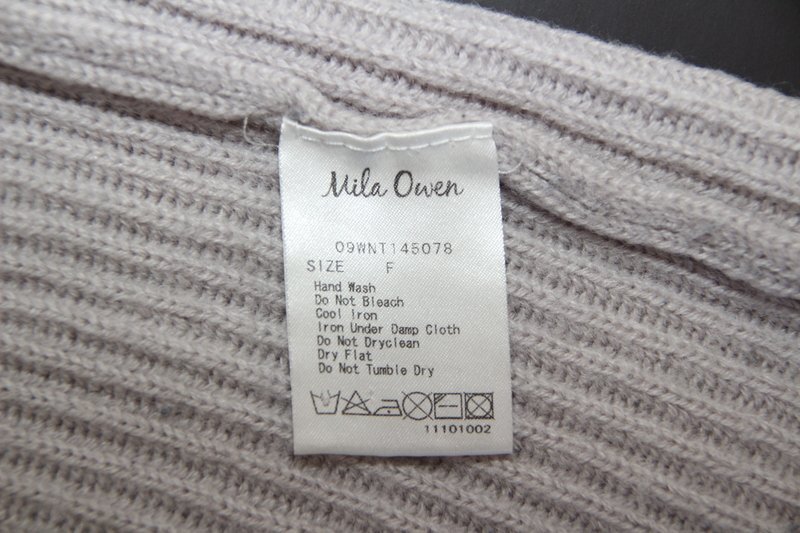 Mila Owen
09WNT145078
SIZE F
Hand Wash
Do Not Bleach
Cool Iron
Iron Under Damp Cloth
Do Not Dryclean
Dry Flat
Do Not Tumble Dry
11101002